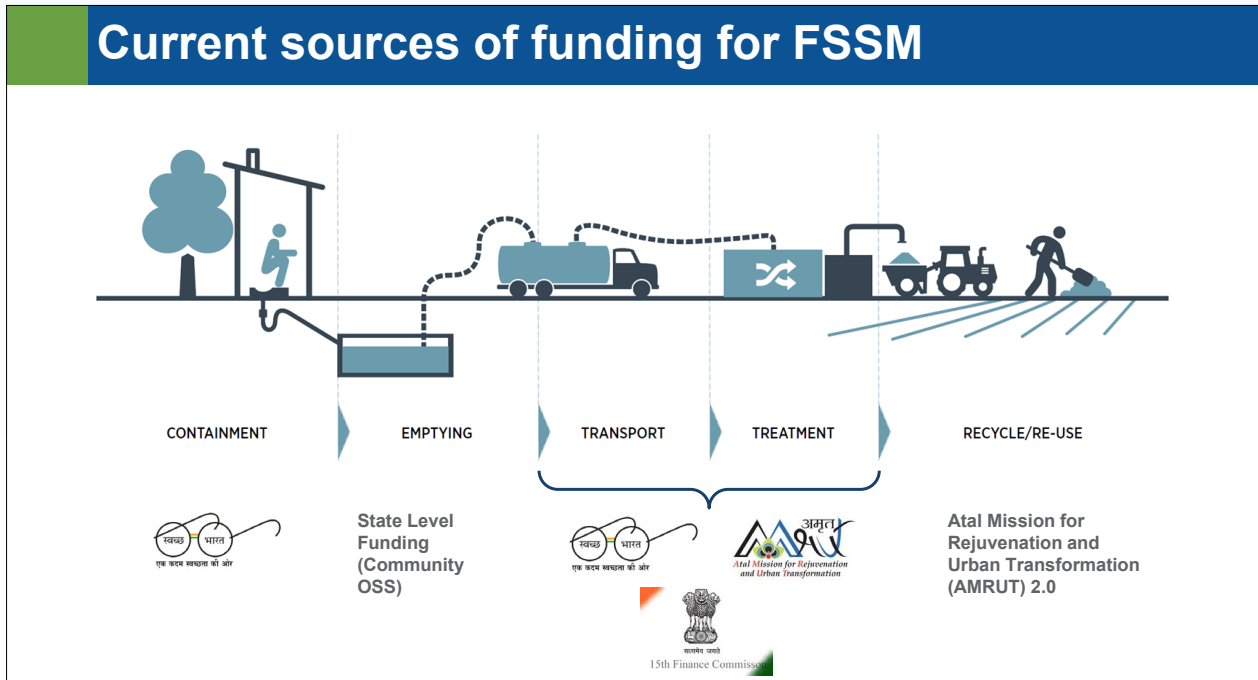 Current sources of funding for FSSM
CONTAINMENT
EMPTYING
TRANSPORT
TREATMENT
RECYCLE/RE-USE
स्वच्छ भारत
एक कदम स्वच्छता की ओर
State Level
Funding
(Community
OSS)
स्वच्छ भारत
एक कदम स्वच्छता की ओर
अमृत
Atal Mission for Rejuvenation
and Urban Transformation
सत्यमेव जयते
15th Finance Commisson
Atal Mission for
Rejuvenation and
Urban Transformation
(AMRUT) 2.0